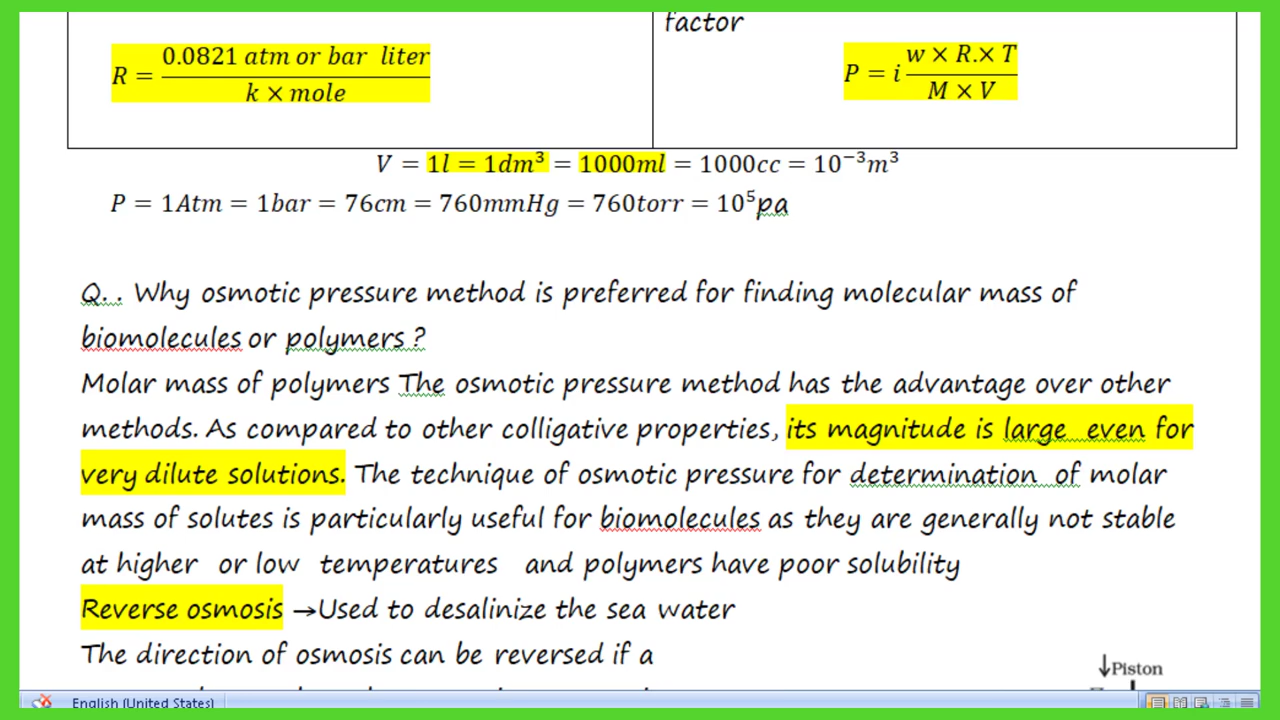 factor
R = 0.0821 atm or bar liter / k × mole
P = i w × R.× T / M × V
V = 1l = 1dm³ = 1000ml = 1000cc = 10⁻³m³
P = 1Atm = 1bar = 76cm = 760mmHg = 760torr = 10⁵pa
Q. . Why osmotic pressure method is preferred for finding molecular mass of
biomolecules or polymers ?
Molar mass of polymers The osmotic pressure method has the advantage over other
methods. As compared to other colligative properties, its magnitude is large even for
very dilute solutions. The technique of osmotic pressure for determination of molar
mass of solutes is particularly useful for biomolecules as they are generally not stable
at higher or low temperatures and polymers have poor solubility
Reverse osmosis →Used to desalinize the sea water
The direction of osmosis can be reversed if a
↓Piston
English (United States)